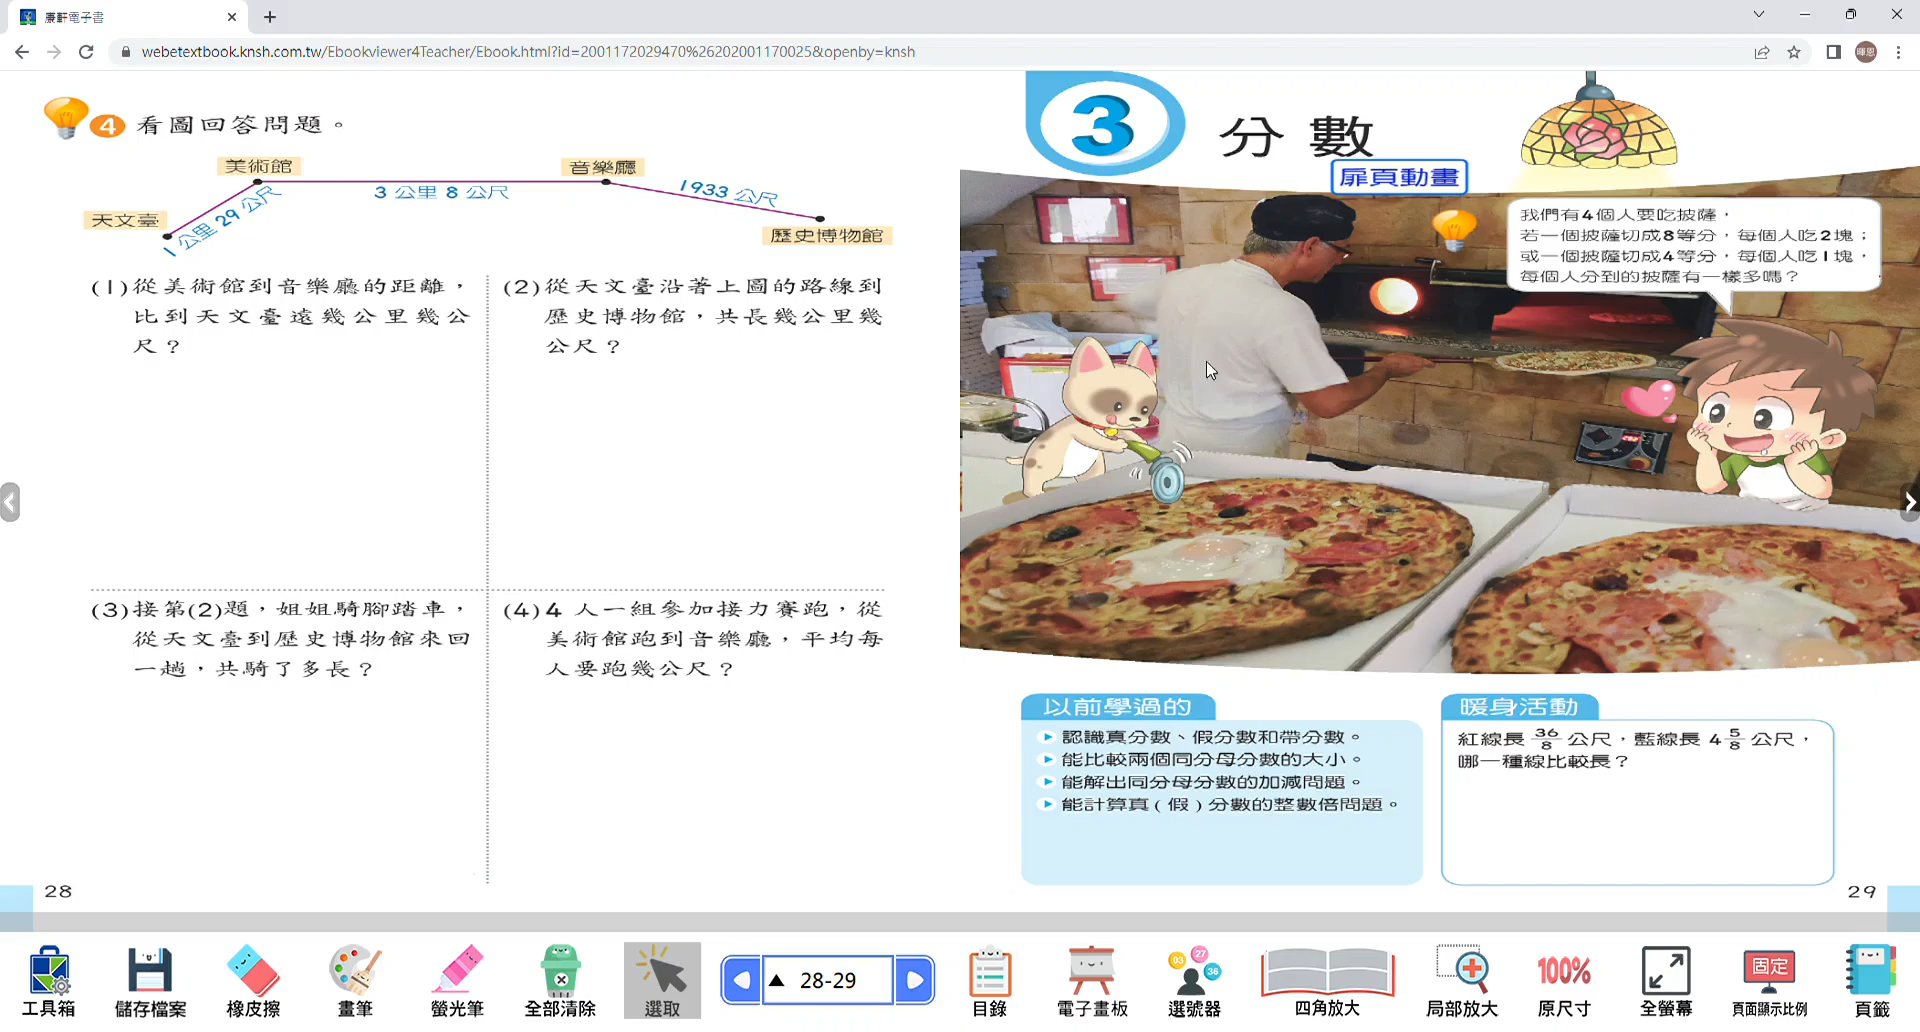 康軒電子書
webetextbook.knsh.com.tw/Ebookviewer4Teacher/Ebook.html?id=2001172029470%26202001170025&openby=knsh
暉恩
4 看圖回答問題。
美術館
音樂廳
天文臺
歷史博物館
1 公里 29 公尺
3 公里 8 公尺
1933 公尺
(1)從美術館到音樂廳的距離，
比到天文臺遠幾公里幾公
尺？
(2)從天文臺沿著上圖的路線到
歷史博物館，共長幾公里幾
公尺？
(3)接第(2)題，姐姐騎腳踏車，
從天文臺到歷史博物館來回
一趟，共騎了多長？
(4)4 人一組參加接力賽跑，從
美術館跑到音樂廳，平均每
人要跑幾公尺？
28
3 分數
扉頁動畫
我們有4個人要吃披薩，
若一個披薩切成8等分，每個人吃2塊；
或一個披薩切成4等分，每個人吃1塊，
每個人分到的披薩有一樣多嗎？
以前學過的
認識真分數、假分數和帶分數。
能比較兩個同分母分數的大小。
能解出同分母分數的加減問題。
能計算真(假)分數的整數倍問題。
暖身活動
紅線長 36/8 公尺，藍線長 4 5/8 公尺，
哪一種線比較長？
29
工具箱
儲存檔案
橡皮擦
畫筆
螢光筆
全部清除
選取
28-29
目錄
電子畫板
03 27 36
選號器
四角放大
局部放大
100%
原尺寸
全螢幕
固定
頁面顯示比例
頁籤